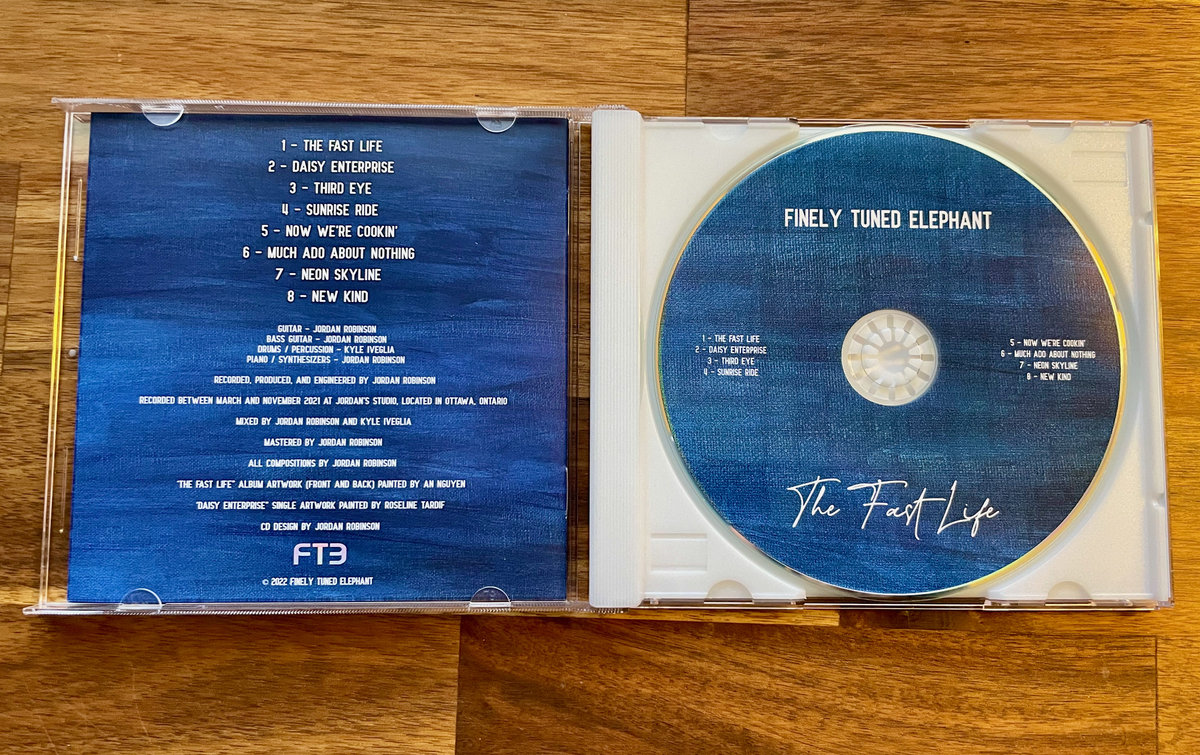 1 - THE FAST LIFE
2 - DAISY ENTERPRISE
3 - THIRD EYE
4 - SUNRISE RIDE
5 - NOW WE'RE COOKIN'
6 - MUCH ADO ABOUT NOTHING
7 - NEON SKYLINE
8 - NEW KIND
GUITAR - JORDAN ROBINSON
BASS GUITAR - JORDAN ROBINSON
DRUMS / PERCUSSION - KYLE IVEGLIA
PIANO / SYNTHESIZERS - JORDAN ROBINSON
RECORDED, PRODUCED, AND ENGINEERED BY JORDAN ROBINSON
RECORDED BETWEEN MARCH AND NOVEMBER 2021 AT JORDAN'S STUDIO, LOCATED IN OTTAWA, ONTARIO
MIXED BY JORDAN ROBINSON AND KYLE IVEGLIA
MASTERED BY JORDAN ROBINSON
ALL COMPOSITIONS BY JORDAN ROBINSON
"THE FAST LIFE" ALBUM ARTWORK (FRONT AND BACK) PAINTED BY AN NGUYEN
"DAISY ENTERPRISE" SINGLE ARTWORK PAINTED BY ROSELINE TARDIF
CD DESIGN BY JORDAN ROBINSON
FTE
© 2022 FINELY TUNED ELEPHANT
FINELY TUNED ELEPHANT
1 - THE FAST LIFE
2 - DAISY ENTERPRISE
3 - THIRD EYE
4 - SUNRISE RIDE
5 - NOW WE'RE COOKIN'
6 - MUCH ADO ABOUT NOTHING
7 - NEON SKYLINE
8 - NEW KIND
The Fast Life